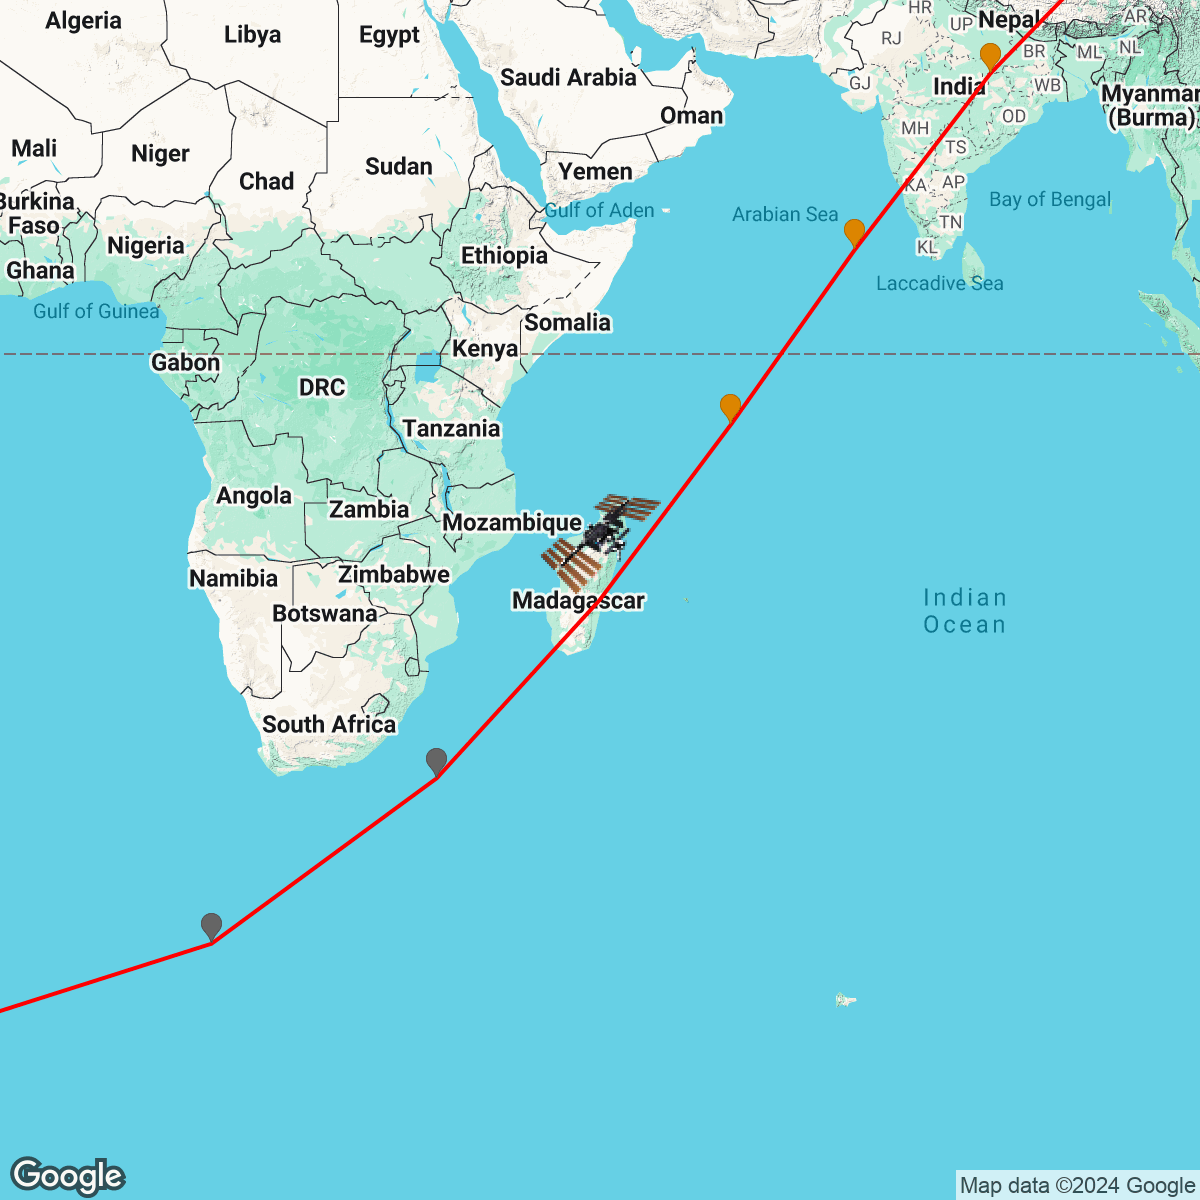 Algeria
Libya
Egypt
Saudi Arabia
Oman
HR
UP
Nepal
AR
RJ
BR
ML
NL
GJ
India
WB
Myanmar
(Burma)
OD
MH
TS
Mali
Niger
Chad
Sudan
Yemen
KA
AP
Burkina
Faso
Gulf of Aden
Arabian Sea
TN
Bay of Bengal
Nigeria
Ethiopia
KL
Ghana
Laccadive Sea
Gulf of Guinea
Somalia
Gabon
Kenya
DRC
Tanzania
Angola
Zambia
Mozambique
Namibia
Zimbabwe
Botswana
Madagascar
Indian
Ocean
South Africa
Google
Map data ©2024 Google